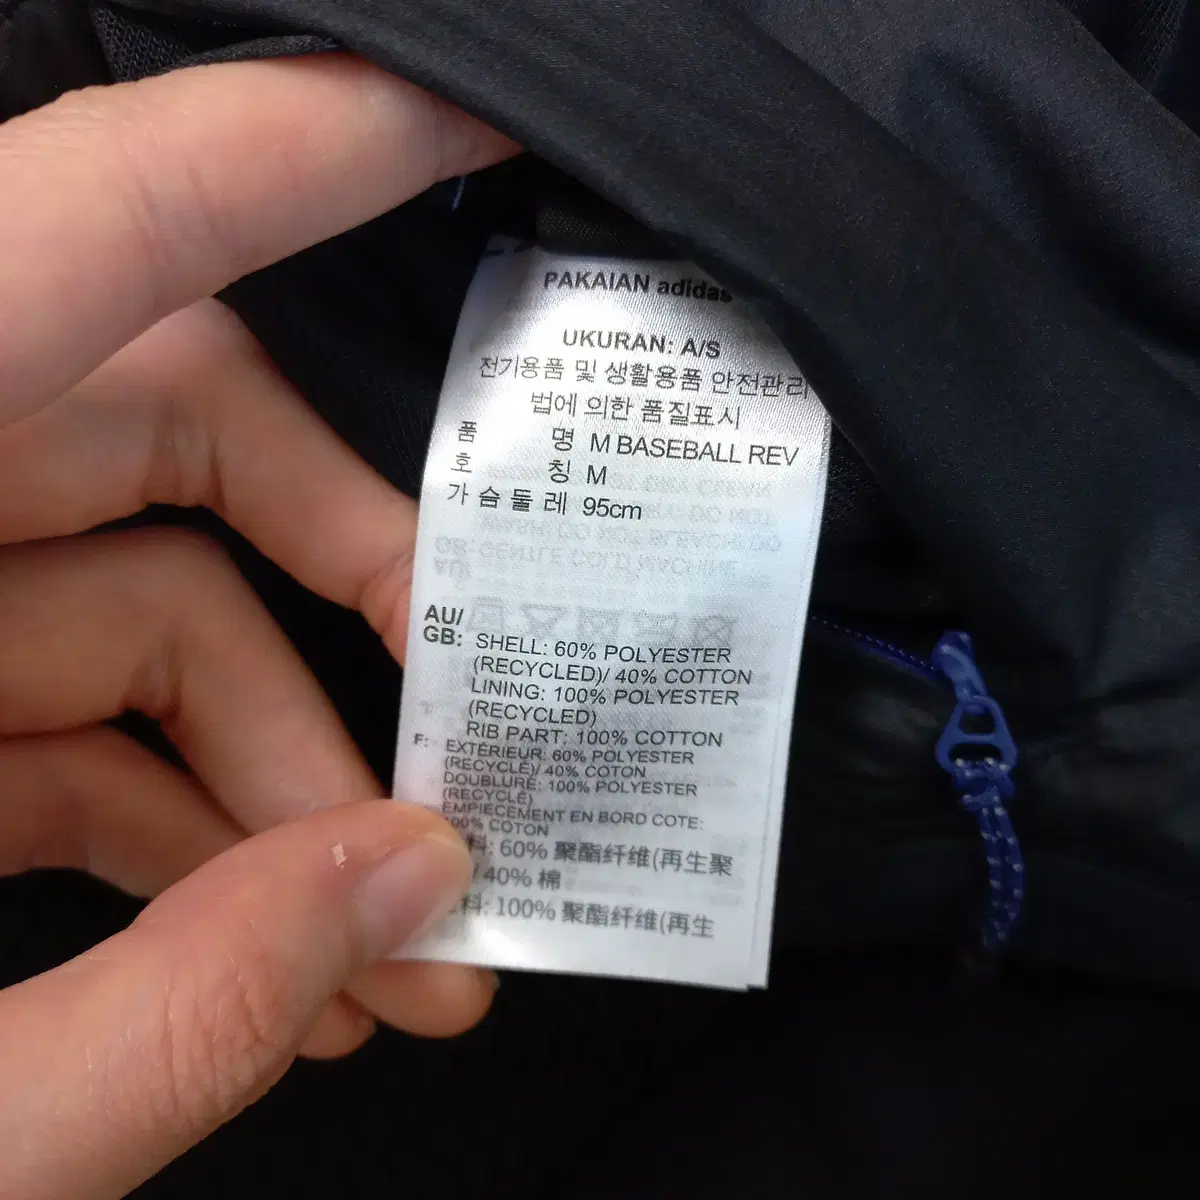 PAKAIAN adidas
UKURAN: A/S
전기용품 및 생활용품 안전관리
법에 의한 품질표시
품 명 M BASEBALL REV
호 칭 M
가 슴 둘 레 95cm
AU/
GB: SHELL: 60% POLYESTER
(RECYCLED)/ 40% COTTON
LINING: 100% POLYESTER
(RECYCLED)
RIB PART: 100% COTTON
F: EXTÉRIEUR: 60% POLYESTER
(RECYCLÉ)/ 40% COTON
DOUBLURE: 100% POLYESTER
(RECYCLÉ)
EMPIECEMENT EN BORD COTE:
100% COTON
料: 60% 聚酯纤维(再生聚
/ 40% 棉
料: 100% 聚酯纤维(再生